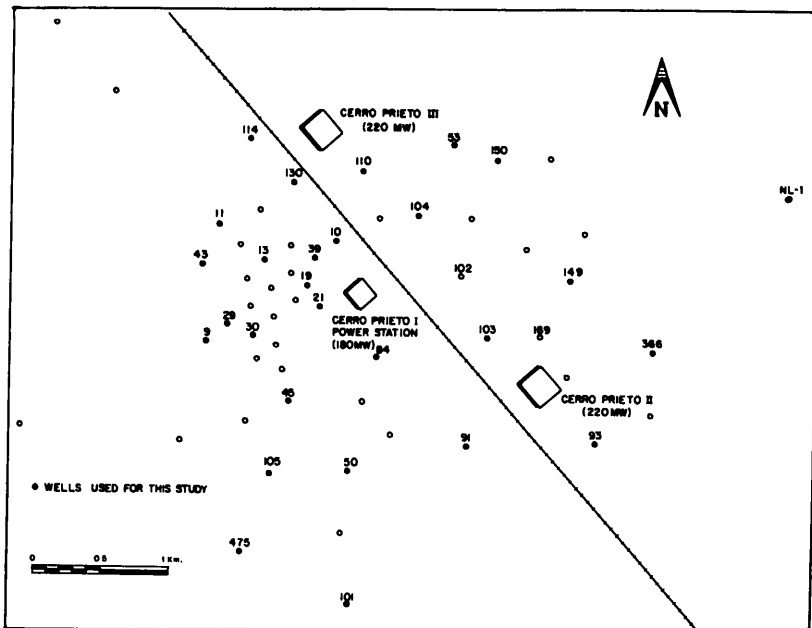 CERRO PRIETO III
(220 MW)
N
114
53
150
110
130
NL-1
104
11
10
39
13
43
102
149
19
21
29
30
9
CERRO PRIETO I
POWER STATION
(180MW)
84
103
169
366
CERRO PRIETO II
(220 MW)
46
91
93
105
50
WELLS USED FOR THIS STUDY
475
0 0.5 1 Km.
101